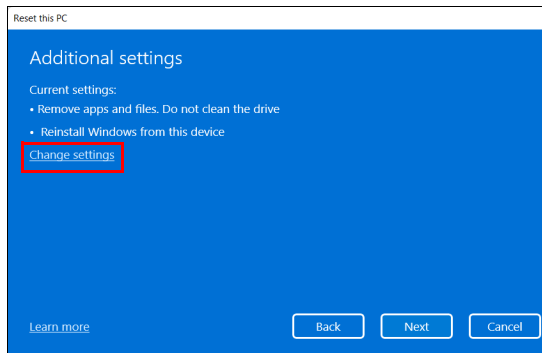 Reset this PC
Additional settings
Current settings:
• Remove apps and files. Do not clean the drive
• Reinstall Windows from this device
Change settings
Learn more
Back
Next
Cancel